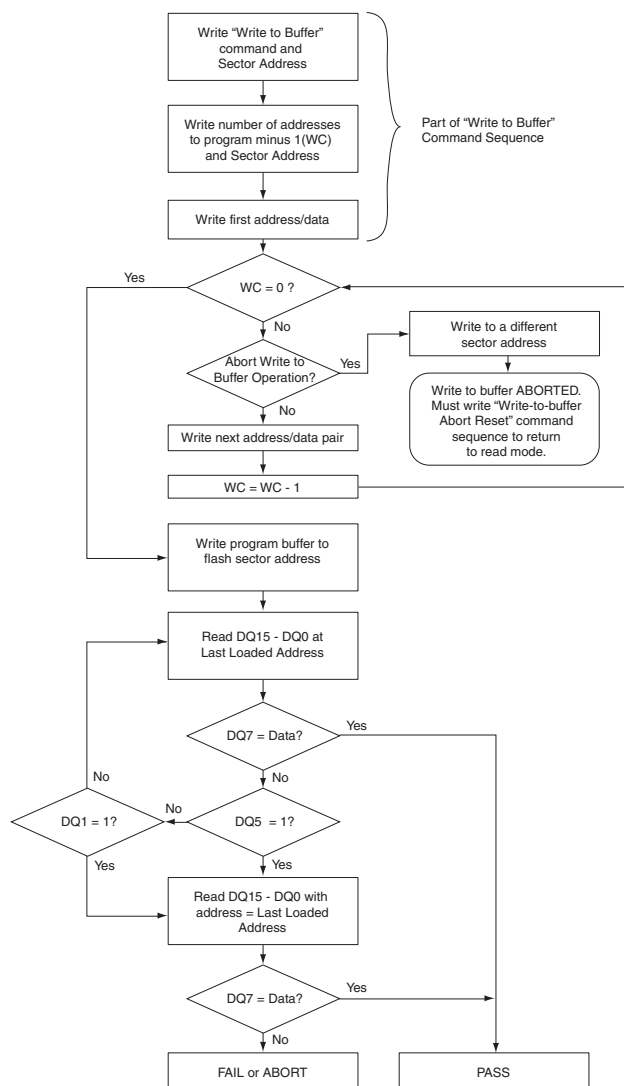 Write “Write to Buffer”
command and
Sector Address
Write number of addresses
to program minus 1(WC)
and Sector Address
Part of “Write to Buffer”
Command Sequence
Write first address/data
Yes
WC = 0 ?
No
Abort Write to
Buffer Operation?
Yes
Write to a different
sector address
No
Write to buffer ABORTED.
Must write “Write-to-buffer
Abort Reset” command
sequence to return
to read mode.
Write next address/data pair
WC = WC - 1
Write program buffer to
flash sector address
Read DQ15 - DQ0 at
Last Loaded Address
DQ7 = Data?
Yes
No
No
DQ1 = 1?
No
DQ5 = 1?
Yes
Yes
Read DQ15 - DQ0 with
address = Last Loaded
Address
DQ7 = Data?
Yes
No
FAIL or ABORT
PASS